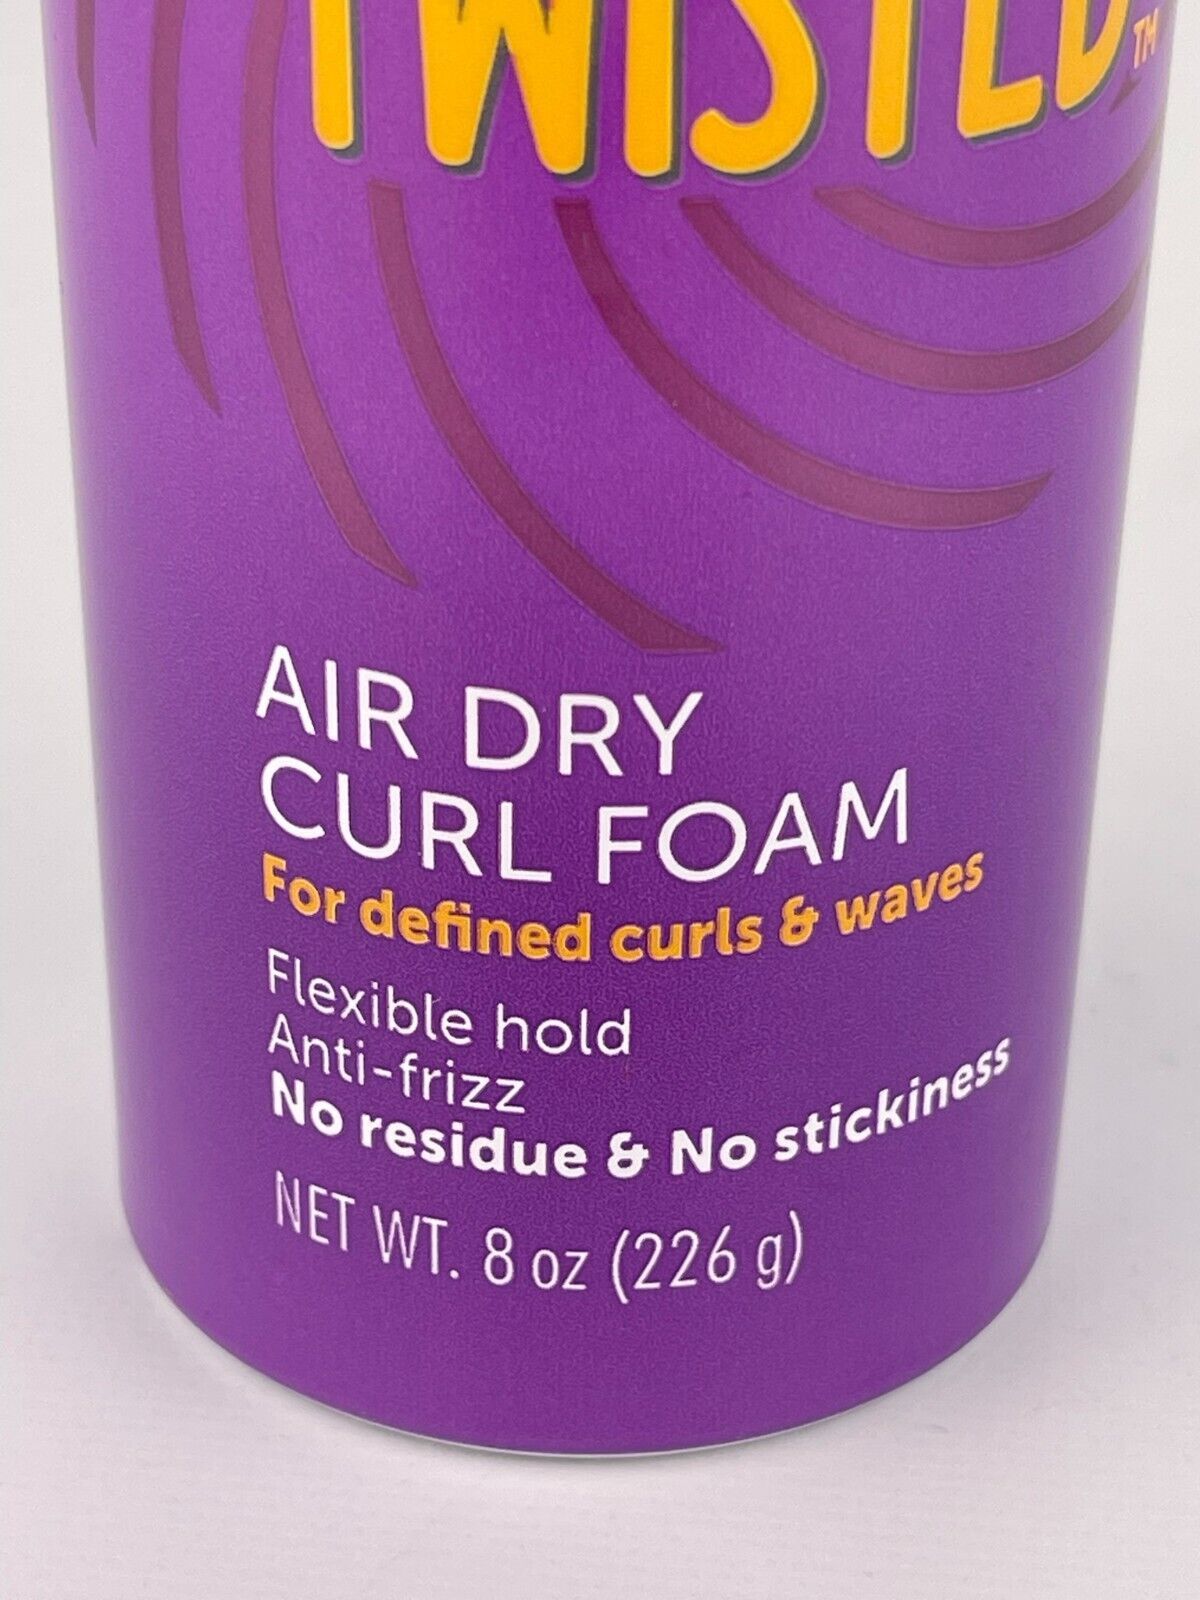 TWISTED™
AIR DRY
CURL FOAM
For defined curls & waves
Flexible hold
Anti-frizz
No residue & No stickiness
NET WT. 8 oz (226 g)